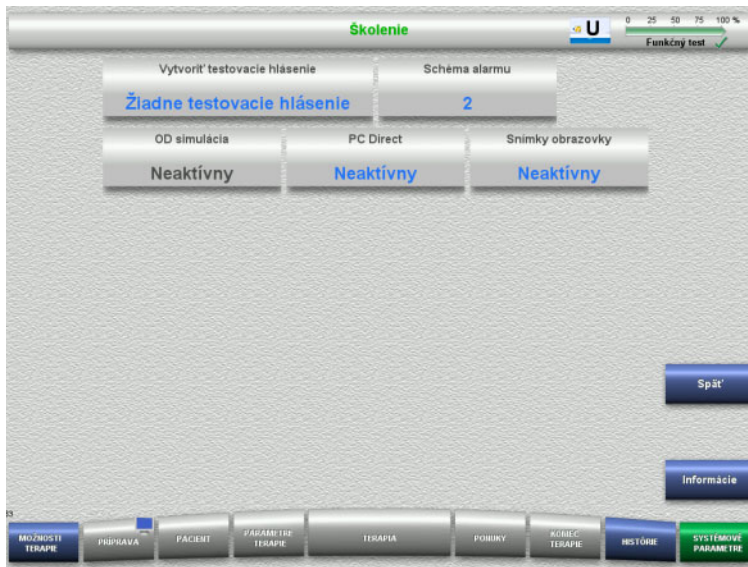 Školenie
U
0 25 50 75 100 %
Funkčný test
Vytvoriť testovacie hlásenie
Schéma alarmu
Žiadne testovacie hlásenie
2
OD simulácia
PC Direct
Snímky obrazovky
Neaktívny
Neaktívny
Neaktívny
Späť
Informácie
53
MOŽNOSTI
TERAPIE
PRÍPRAVA
PACIENT
PARAMETRE
TERAPIE
TERAPIA
PONUKY
KONIEC
TERAPIE
HISTÓRIE
SYSTÉMOVÉ
PARAMETRE